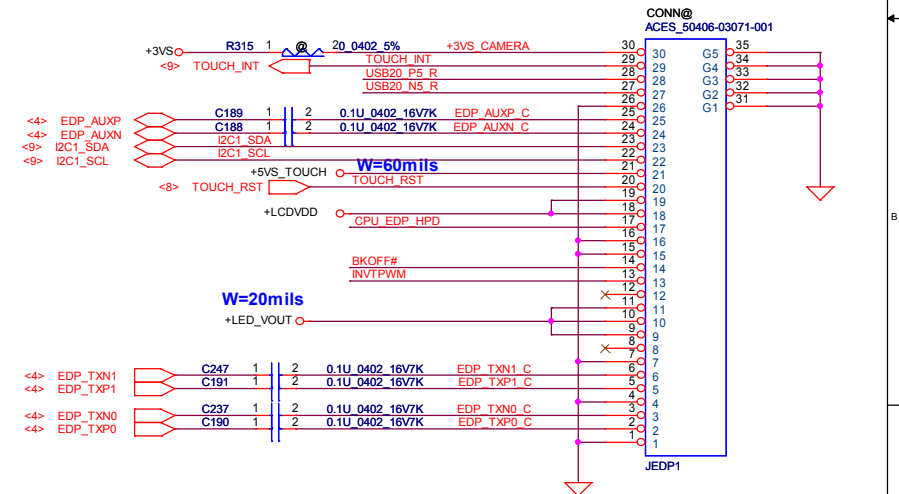 CONN@
ACES_50406-03071-001
+3VS R315 1 @ 2 0_0402_5% +3VS_CAMERA 30 30 G5 35
<9> TOUCH_INT TOUCH_INT 29 29 G4 34
USB20_P5_R 28 28 G3 33
USB20_N5_R 27 27 G2 32
26 26 G1 31
<4> EDP_AUXP C189 1 2 0.1U_0402_16V7K EDP_AUXP_C 25 25
<4> EDP_AUXN C188 1 2 0.1U_0402_16V7K EDP_AUXN_C 24 24
<9> I2C1_SDA I2C1_SDA 23 23
<9> I2C1_SCL I2C1_SCL 22 22
+5VS_TOUCH W=60mils 21 21
<8> TOUCH_RST TOUCH_RST 20 20
19 19
+LCDVDD 18 18
CPU_EDP_HPD 17 17
16 16
15 15
BKOFF# 14 14
INVTPWM 13 13
12 12
W=20mils 11 11
+LED_VOUT 10 10
9 9
8 8
7 7
<4> EDP_TXN1 C247 1 2 0.1U_0402_16V7K EDP_TXN1_C 6 6
<4> EDP_TXP1 C191 1 2 0.1U_0402_16V7K EDP_TXP1_C 5 5
4 4
<4> EDP_TXN0 C237 1 2 0.1U_0402_16V7K EDP_TXN0_C 3 3
<4> EDP_TXP0 C190 1 2 0.1U_0402_16V7K EDP_TXP0_C 2 2
1 1
JEDP1
B